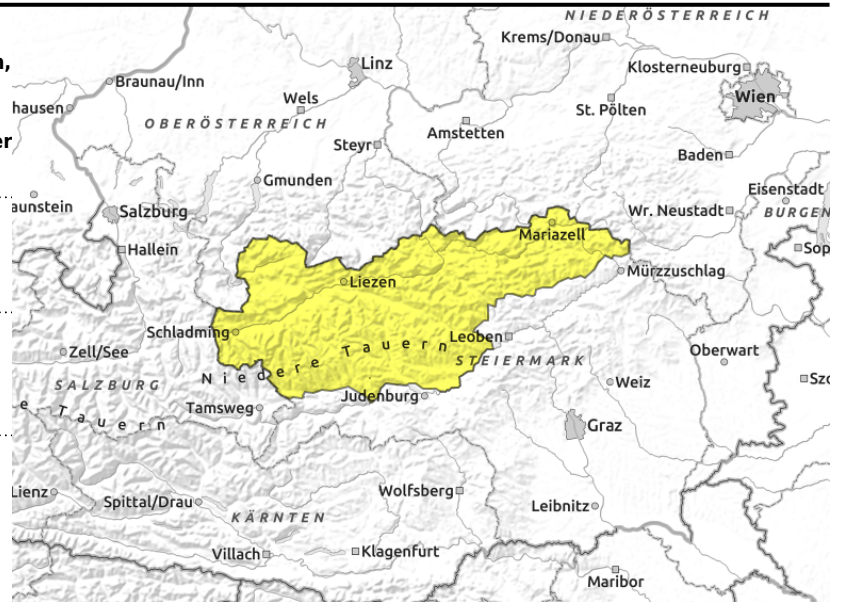 NIEDERÖSTERREICH
Krems/Donau
n,
Linz
Klosterneuburg
Braunau/Inn
Wels
Wien
hausen
St. Pölten
OBERÖSTERREICH
Amstetten
er
Steyr
Baden
Gmunden
Eisenstadt
aunstein
Salzburg
Wr. Neustadt
BURGEN
Mariazell
Hallein
Sop
Mürzzuschlag
Liezen
Schladming
Leoben
Zell/See
Niedere Tauern
STEIERMARK
Oberwart
SALZBURG
Weiz
Szo
Judenburg
Tamsweg
e Tauern
Graz
Lienz
Spittal/Drau
Wolfsberg
Leibnitz
KÄRNTEN
Villach
Klagenfurt
Maribor